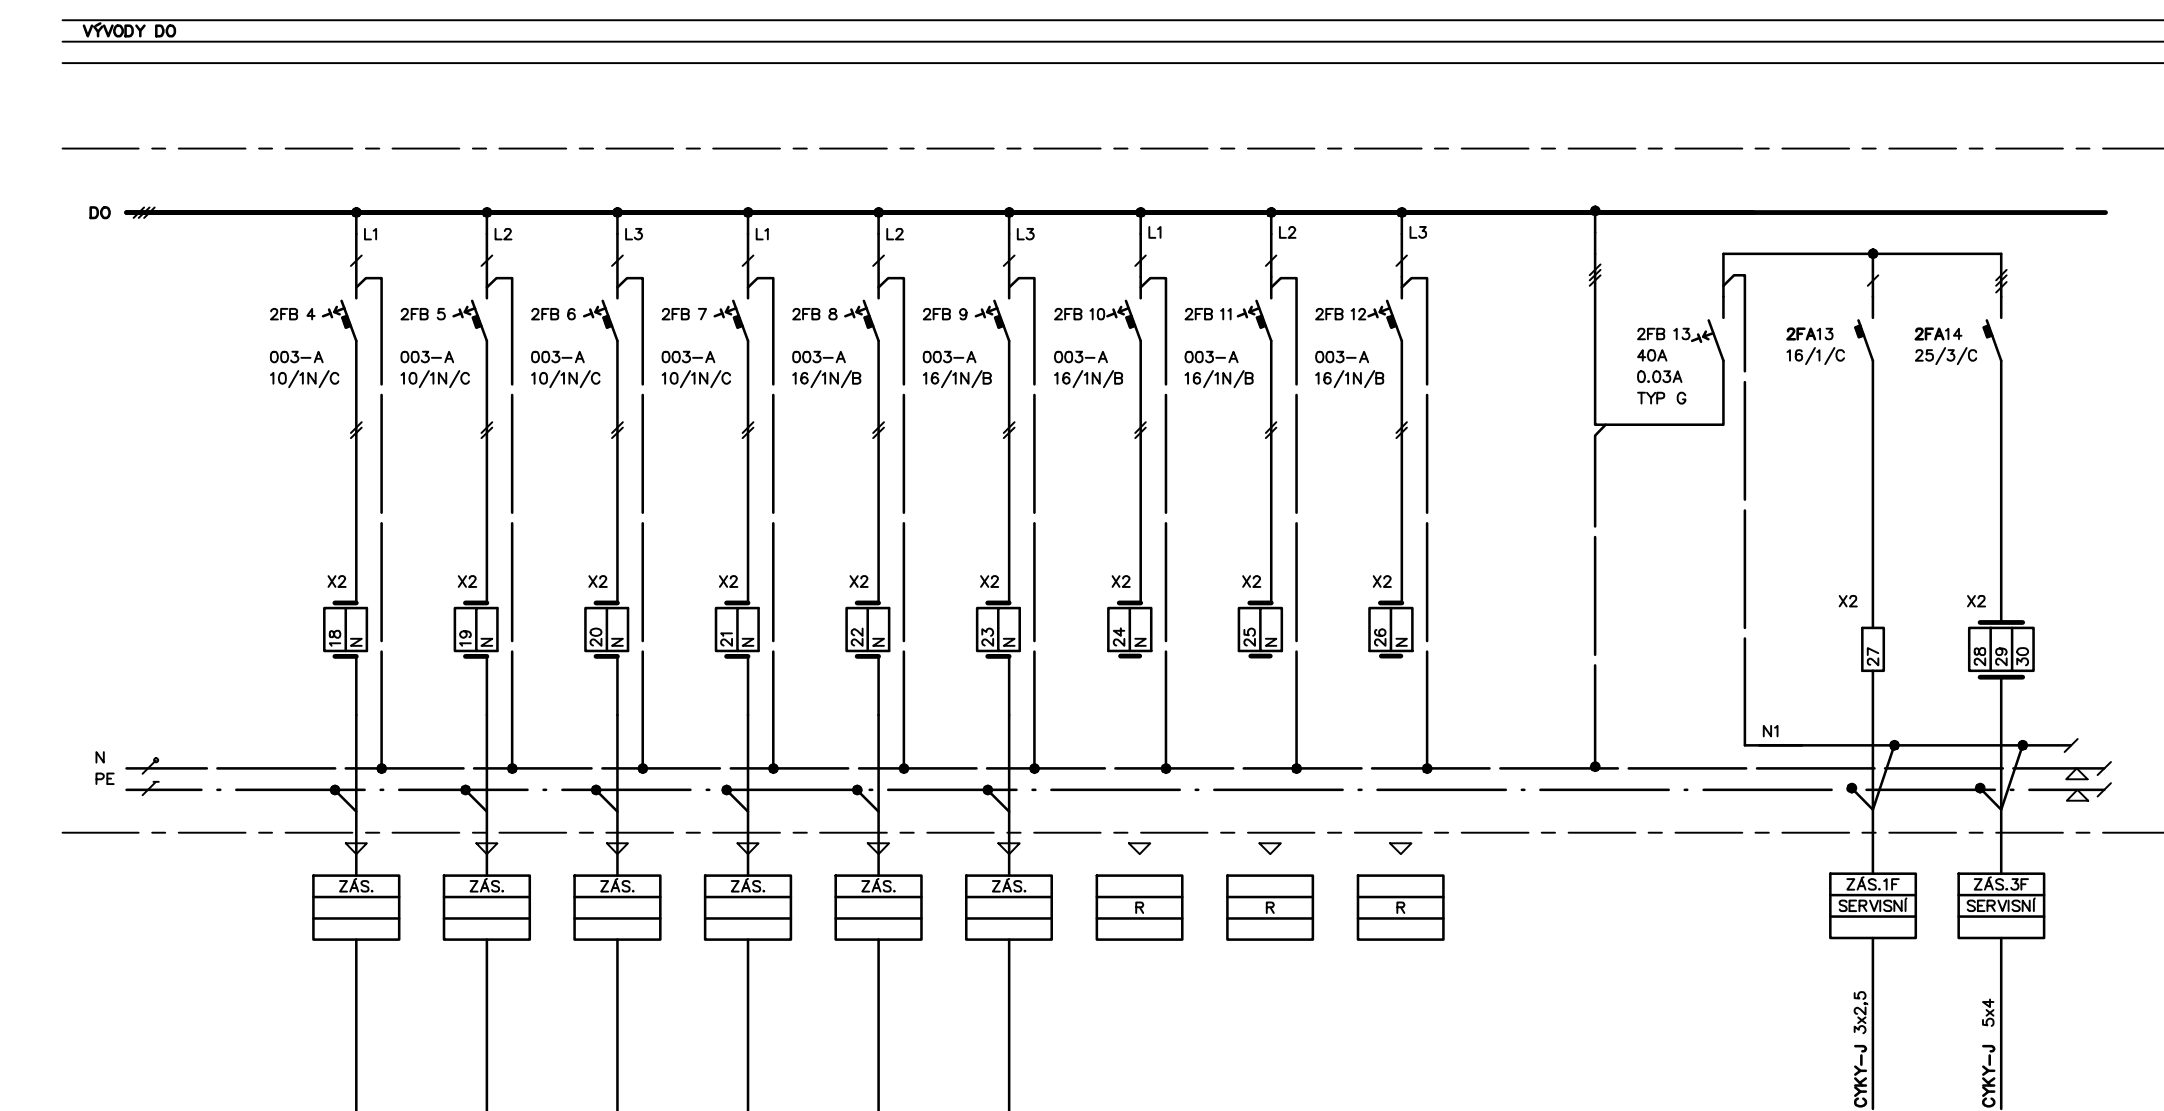 VÝVODY DO
DO
L1 L2 L3 L1 L2 L3 L1 L2 L3
2FB 4 2FB 5 2FB 6 2FB 7 2FB 8 2FB 9 2FB 10 2FB 11 2FB 12
003-A 003-A 003-A 003-A 003-A 003-A 003-A 003-A 003-A
10/1N/C 10/1N/C 10/1N/C 10/1N/C 16/1N/B 16/1N/B 16/1N/B 16/1N/B 16/1N/B
2FB 13
40A
0.03A
TYP G
2FA13
16/1/C
2FA14
25/3/C
X2 X2 X2 X2 X2 X2 X2 X2 X2 X2 X2
18 N 19 N 20 N 21 N 22 N 23 N 24 N 25 N 26 N 27 28 29 30
N1
N
PE
ZÁS. ZÁS. ZÁS. ZÁS. ZÁS. ZÁS. ZÁS.1F ZÁS.3F
R R R SERVISNÍ SERVISNÍ
CYKY-J 3x2,5
CYKY-J 5x4